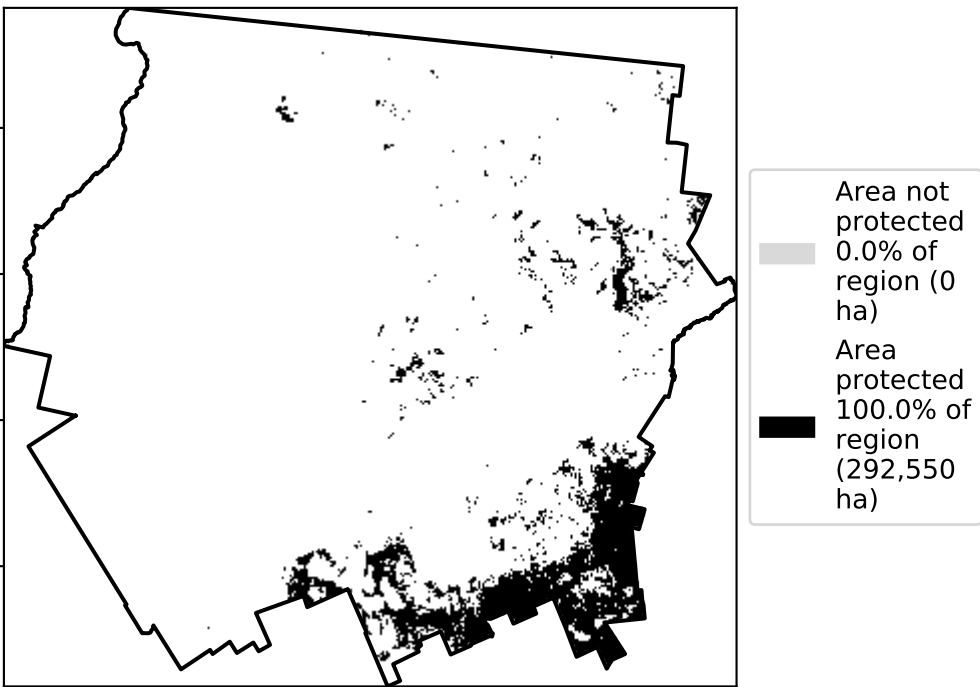 Area not
protected
0.0% of
region (0
ha)
Area
protected
100.0% of
region
(292,550
ha)